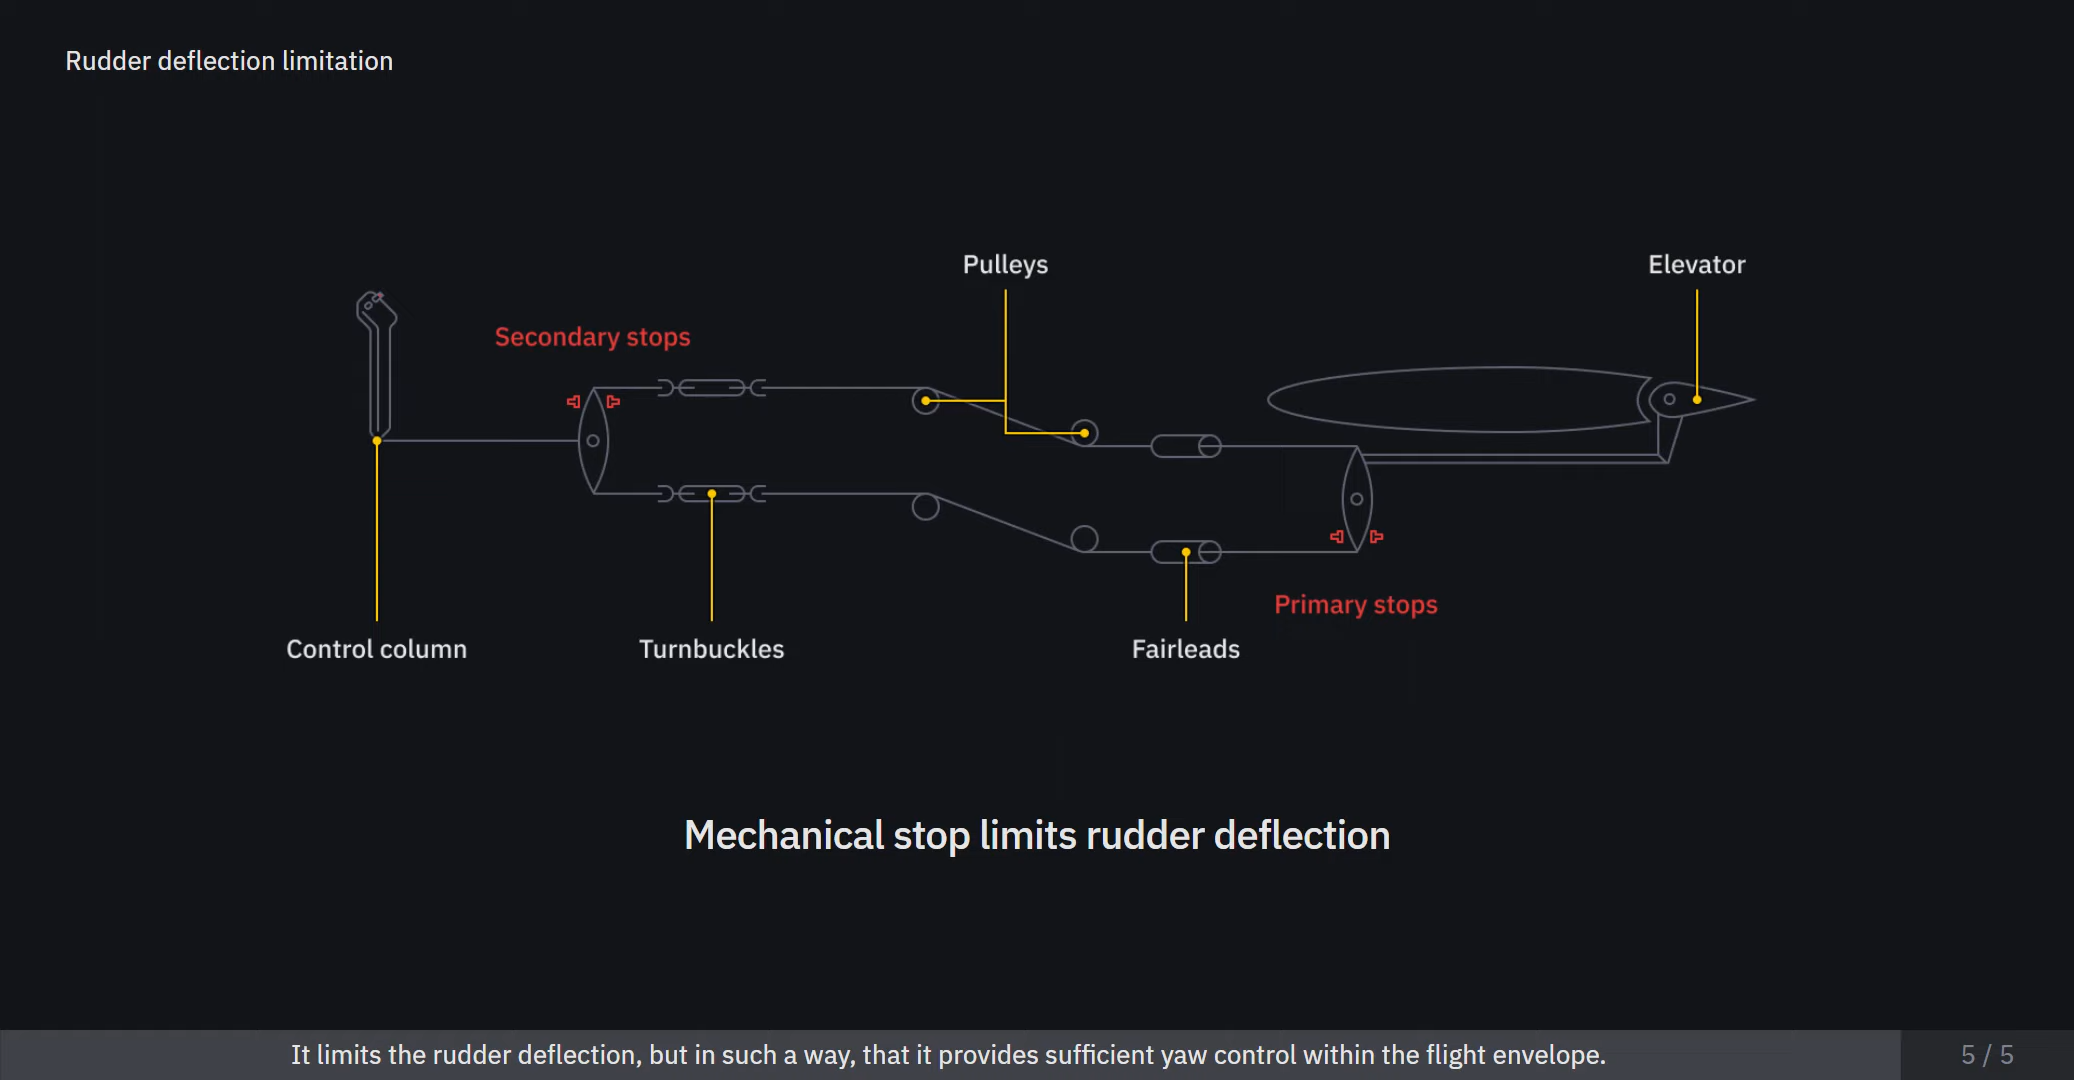 Rudder deflection limitation
Pulleys
Elevator
Secondary stops
Primary stops
Control column
Turnbuckles
Fairleads
Mechanical stop limits rudder deflection
It limits the rudder deflection, but in such a way, that it provides sufficient yaw control within the flight envelope.
5 / 5